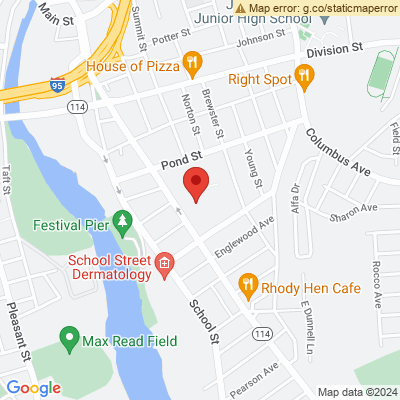 Map error: g.co/staticmaperror
J
Junior High School
Main St
Summit St
Potter St
Johnson St
Division St
House of Pizza
Right Spot
95
114
Norton St
Brewster St
Field St
Columbus Ave
Pond St
Young St
Taft St
Alfa Dr
Sharon Ave
Festival Pier
Englewood Ave
School Street
Dermatology
Rhody Hen Cafe
Rocco Ave
E Dunnell Ln
Pleasant St
School St
Max Read Field
114
Pearson Ave
Google
Map data ©2024